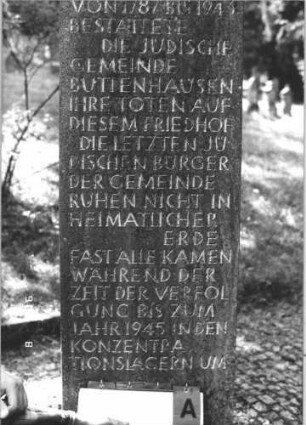 VON 1787 BIS 1943
BESTATTETE
DIE JÜDISCHE
GEMEINDE
BUTTENHAUSEN
IHRE TOTEN AUF
DIESEM FRIEDHOF
DIE LETZTEN JÜ
DISCHEN BÜRGER
DER GEMEINDE
RUHEN NICHT IN
HEIMATLICHER
ERDE
FAST ALLE KAMEN
WÄHREND DER
ZEIT DER VERFOL
GUNG BIS ZUM
JAHR 1945 IN DEN
KONZENTRA
TIONSLAGERN UM
A